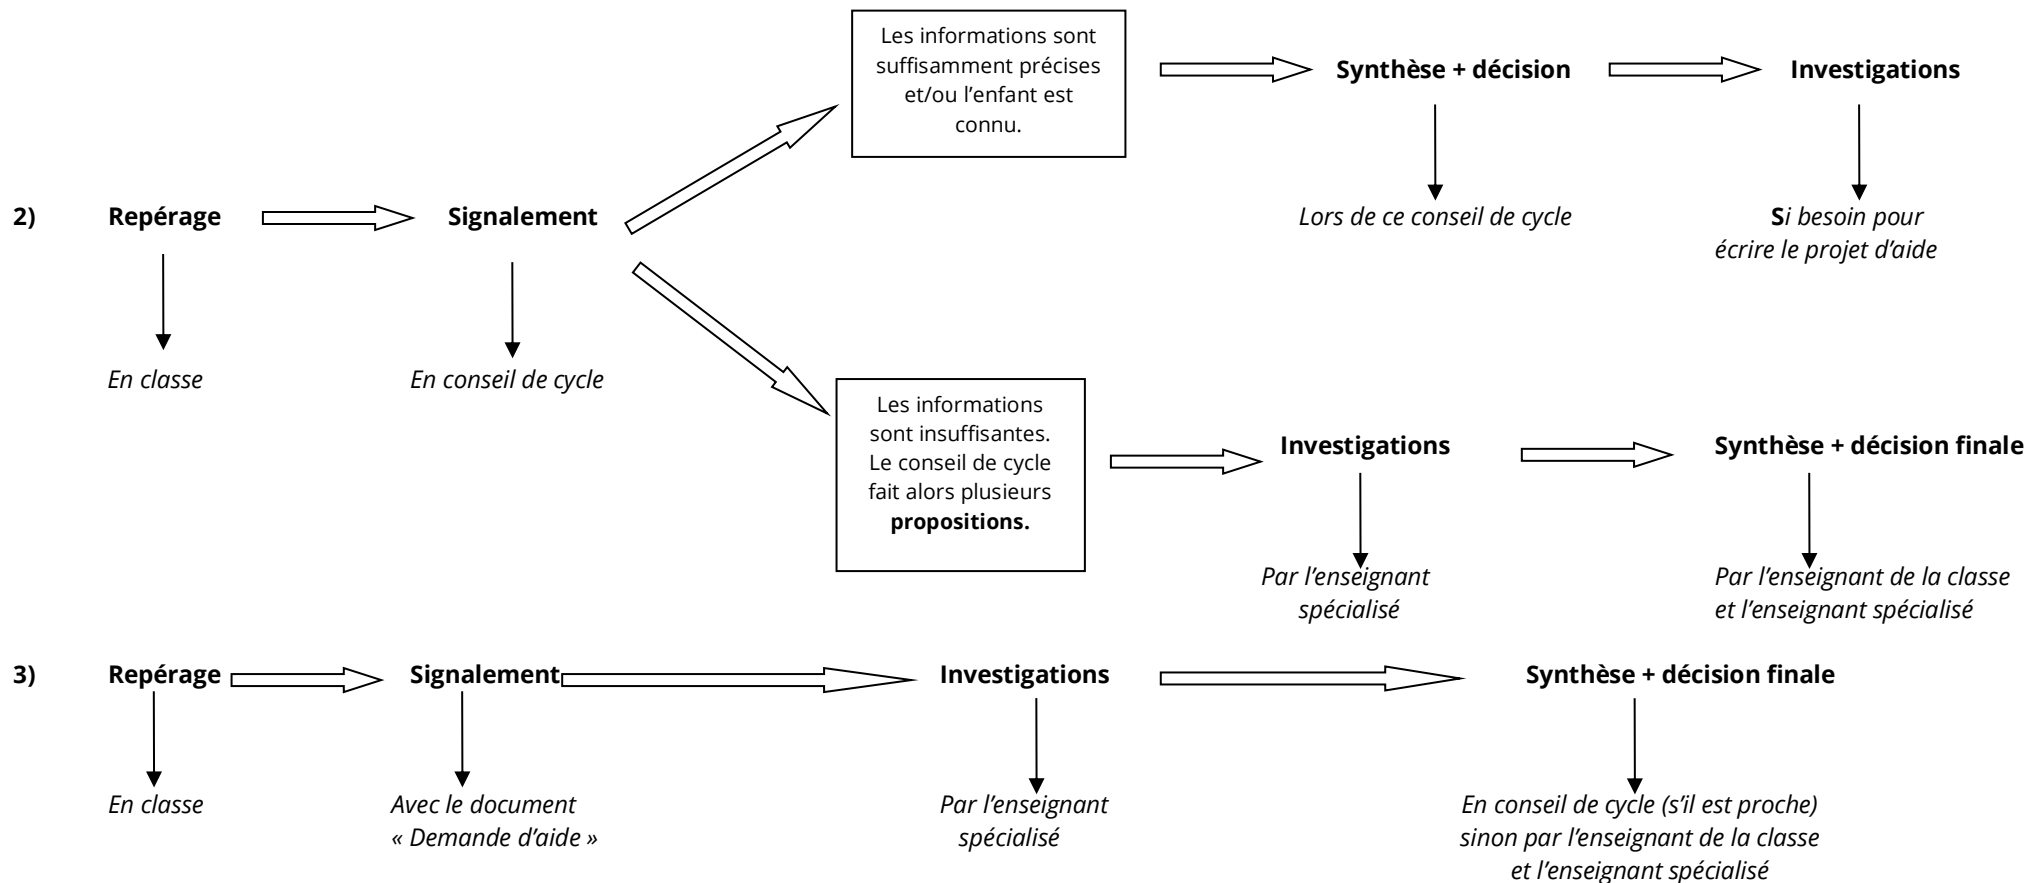 Les informations sont
suffisamment précises
et/ou l’enfant est
connu.
Synthèse + décision
Investigations
Lors de ce conseil de cycle
Si besoin pour
écrire le projet d’aide
2)
Repérage
Signalement
En classe
En conseil de cycle
Les informations
sont insuffisantes.
Le conseil de cycle
fait alors plusieurs
propositions.
Investigations
Synthèse + décision finale
Par l’enseignant
spécialisé
Par l’enseignant de la classe
et l’enseignant spécialisé
3)
Repérage
Signalement
Investigations
Synthèse + décision finale
En classe
Avec le document
« Demande d’aide »
Par l’enseignant
spécialisé
En conseil de cycle (s’il est proche)
sinon par l’enseignant de la classe
et l’enseignant spécialisé